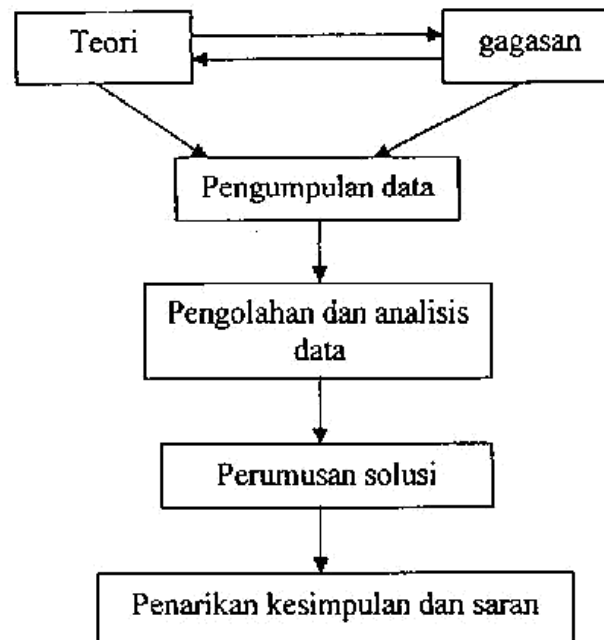 Teori
gagasan
Pengumpulan data
Pengolahan dan analisis
data
Perumusan solusi
Penarikan kesimpulan dan saran